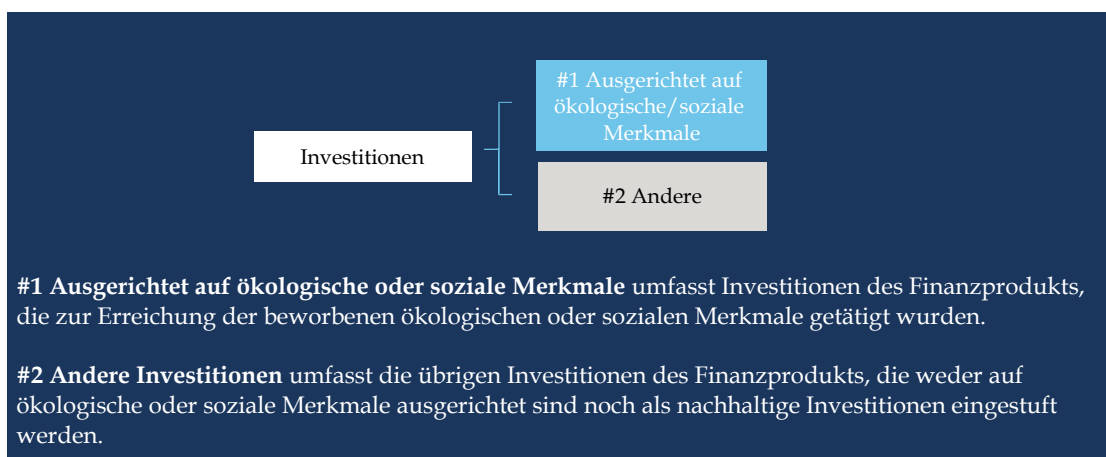 #1 Ausgerichtet auf
ökologische/soziale
Merkmale
Investitionen
#2 Andere
#1 Ausgerichtet auf ökologische oder soziale Merkmale umfasst Investitionen des Finanzprodukts,
die zur Erreichung der beworbenen ökologischen oder sozialen Merkmale getätigt wurden.
#2 Andere Investitionen umfasst die übrigen Investitionen des Finanzprodukts, die weder auf
ökologische oder soziale Merkmale ausgerichtet sind noch als nachhaltige Investitionen eingestuft
werden.